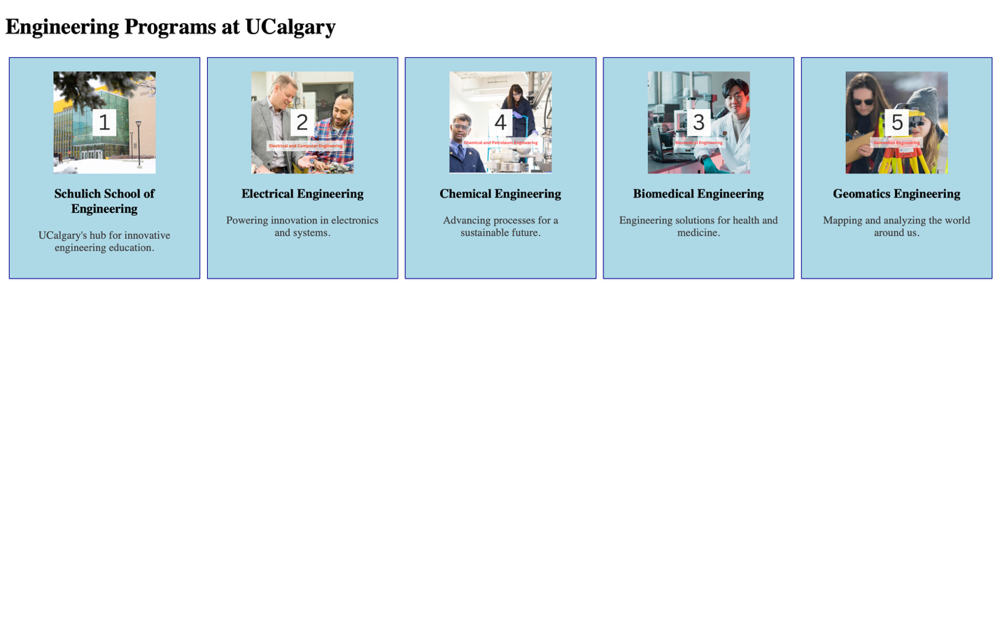 Engineering Programs at UCalgary
1
Schulich School of
Engineering
UCalgary's hub for innovative
engineering education.
2
Electrical and Computer Engineering
Electrical Engineering
Powering innovation in electronics
and systems.
4
Chemical and Petroleum Engineering
Chemical Engineering
Advancing processes for a
sustainable future.
3
Biomedical Engineering
Biomedical Engineering
Engineering solutions for health and
medicine.
5
Geomatics Engineering
Geomatics Engineering
Mapping and analyzing the world
around us.